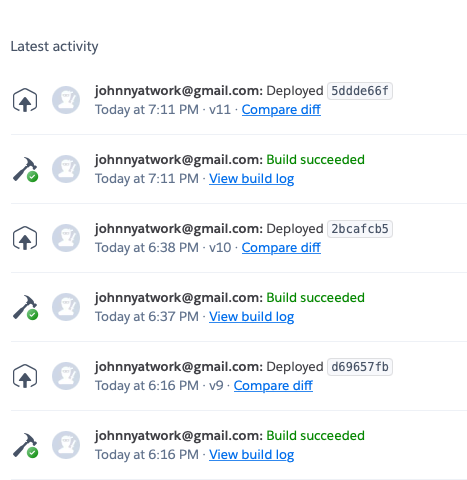 Latest activity
johnnyatwork@gmail.com: Deployed 5ddde66f
Today at 7:11 PM · v11 · Compare diff
johnnyatwork@gmail.com: Build succeeded
Today at 7:11 PM · View build log
johnnyatwork@gmail.com: Deployed 2bcafcb5
Today at 6:38 PM · v10 · Compare diff
johnnyatwork@gmail.com: Build succeeded
Today at 6:37 PM · View build log
johnnyatwork@gmail.com: Deployed d69657fb
Today at 6:16 PM · v9 · Compare diff
johnnyatwork@gmail.com: Build succeeded
Today at 6:16 PM · View build log